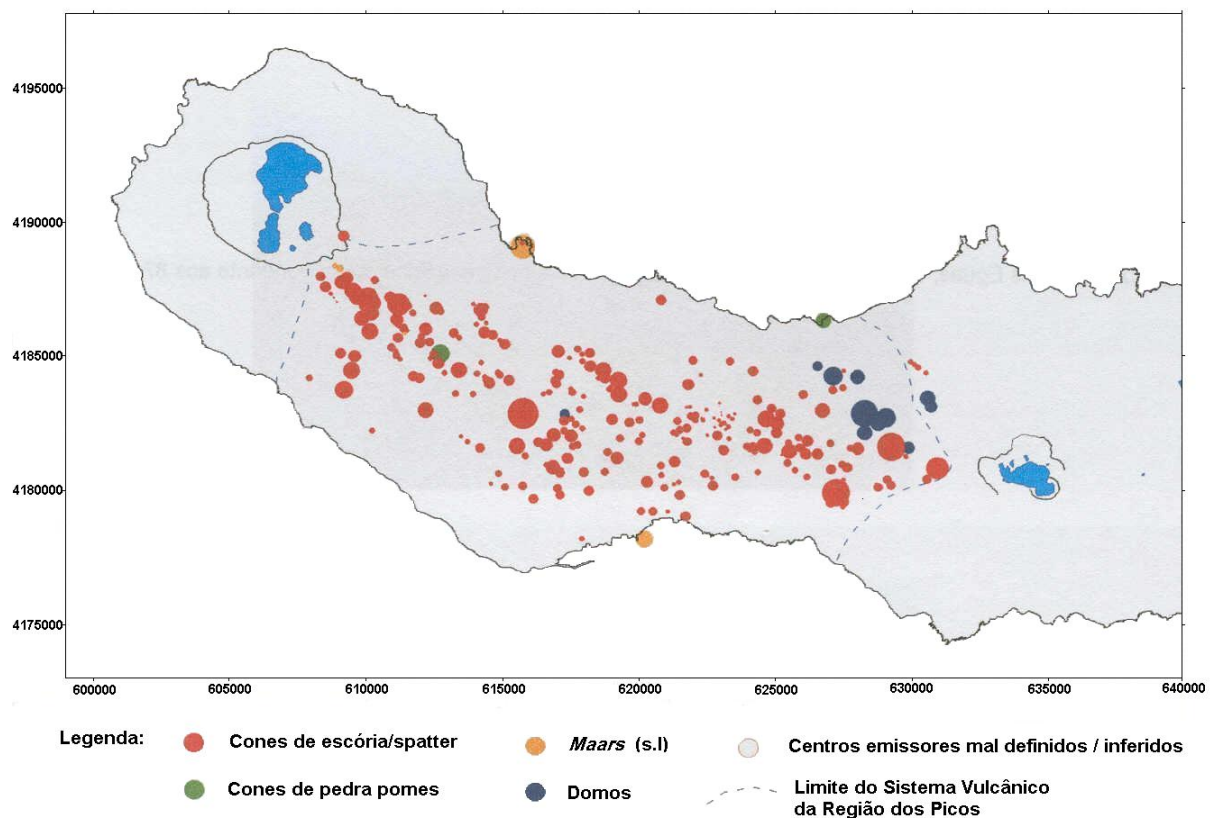 4195000
4190000
4185000
4180000
4175000
600000 605000 610000 615000 620000 625000 630000 635000 640000
Legenda: Cones de escória/spatter Maars (s.l) Centros emissores mal definidos / inferidos
Cones de pedra pomes Domos Limite do Sistema Vulcânico
da Região dos Picos